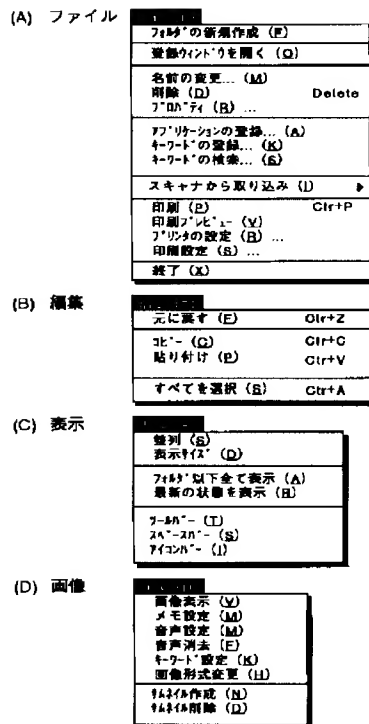 (A) ファイル
フォルダの新規作成 (F)
登録ウィンドウを開く (O)
名前の変更... (M)
削除 (D) Delete
プロパティ (R) ...
アプリケーションの登録... (A)
キーワードの登録... (K)
キーワードの検索... (S)
スキャナから取り込み (I)
印刷 (P) Ctr+P
印刷プレビュー (V)
プリンタの設定 (R) ...
印刷設定 (S) ...
終了 (X)
(B) 編集
元に戻す (E) Ctr+Z
コピー (C) Ctr+C
貼り付け (P) Ctr+V
すべてを選択 (S) Ctr+A
(C) 表示
整列 (S)
表示サイズ (D)
フォルダ以下全て表示 (A)
最新の状態を表示 (R)
ツールバー (T)
スペースバー (S)
アイコンバー (I)
(D) 画像
画像表示 (V)
メモ設定 (M)
音声設定 (M)
音声消去 (F)
キーワード設定 (K)
画像形式変更 (H)
サムネイル作成 (N)
サムネイル削除 (D)